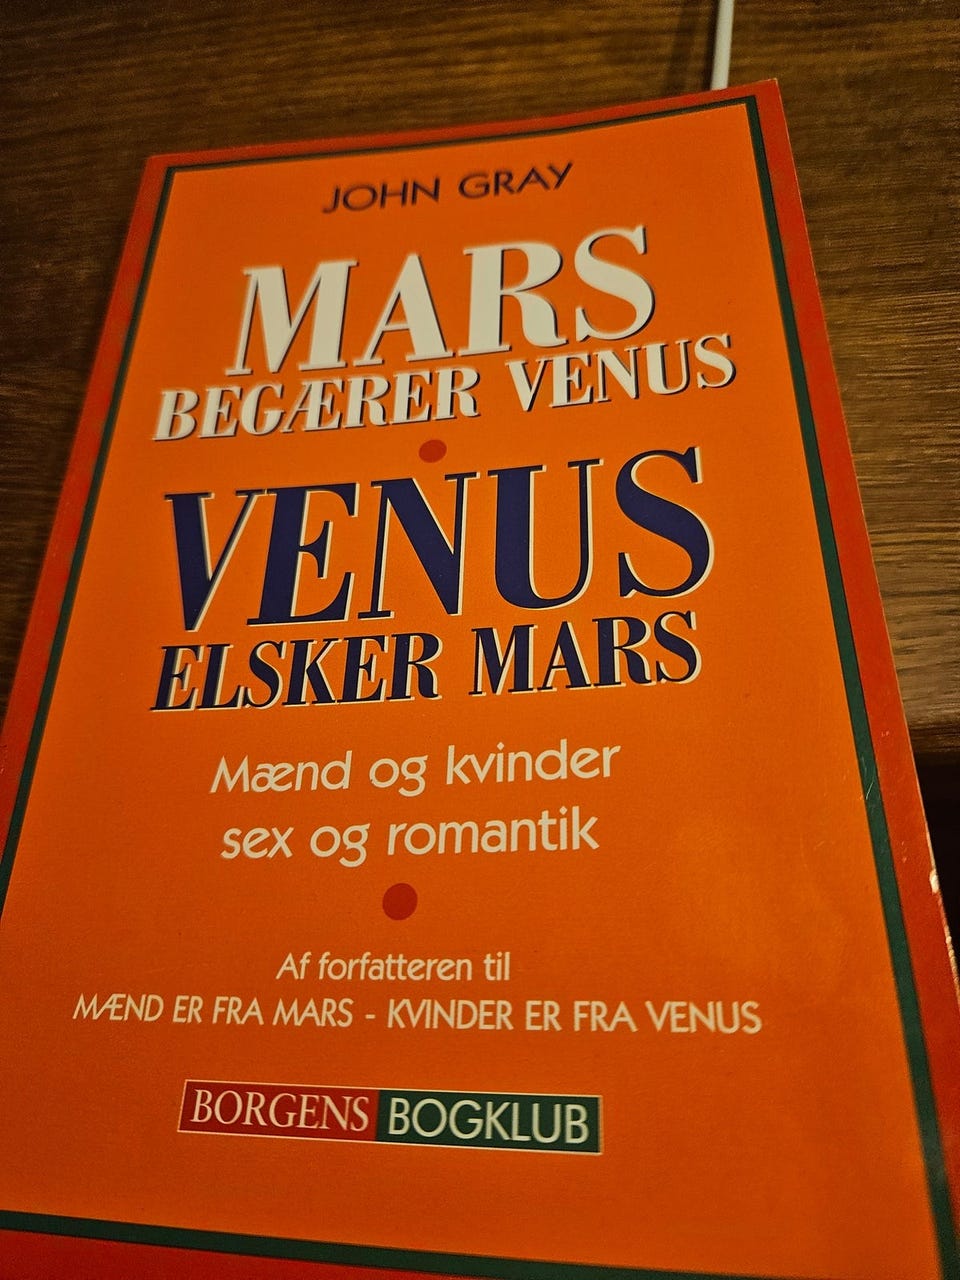 JOHN GRAY
MARS
BEGÆRER VENUS
VENUS
ELSKER MARS
Mænd og kvinder
sex og romantik
Af forfatteren til
MÆND ER FRA MARS - KVINDER ER FRA VENUS
BORGENS BOGKLUB